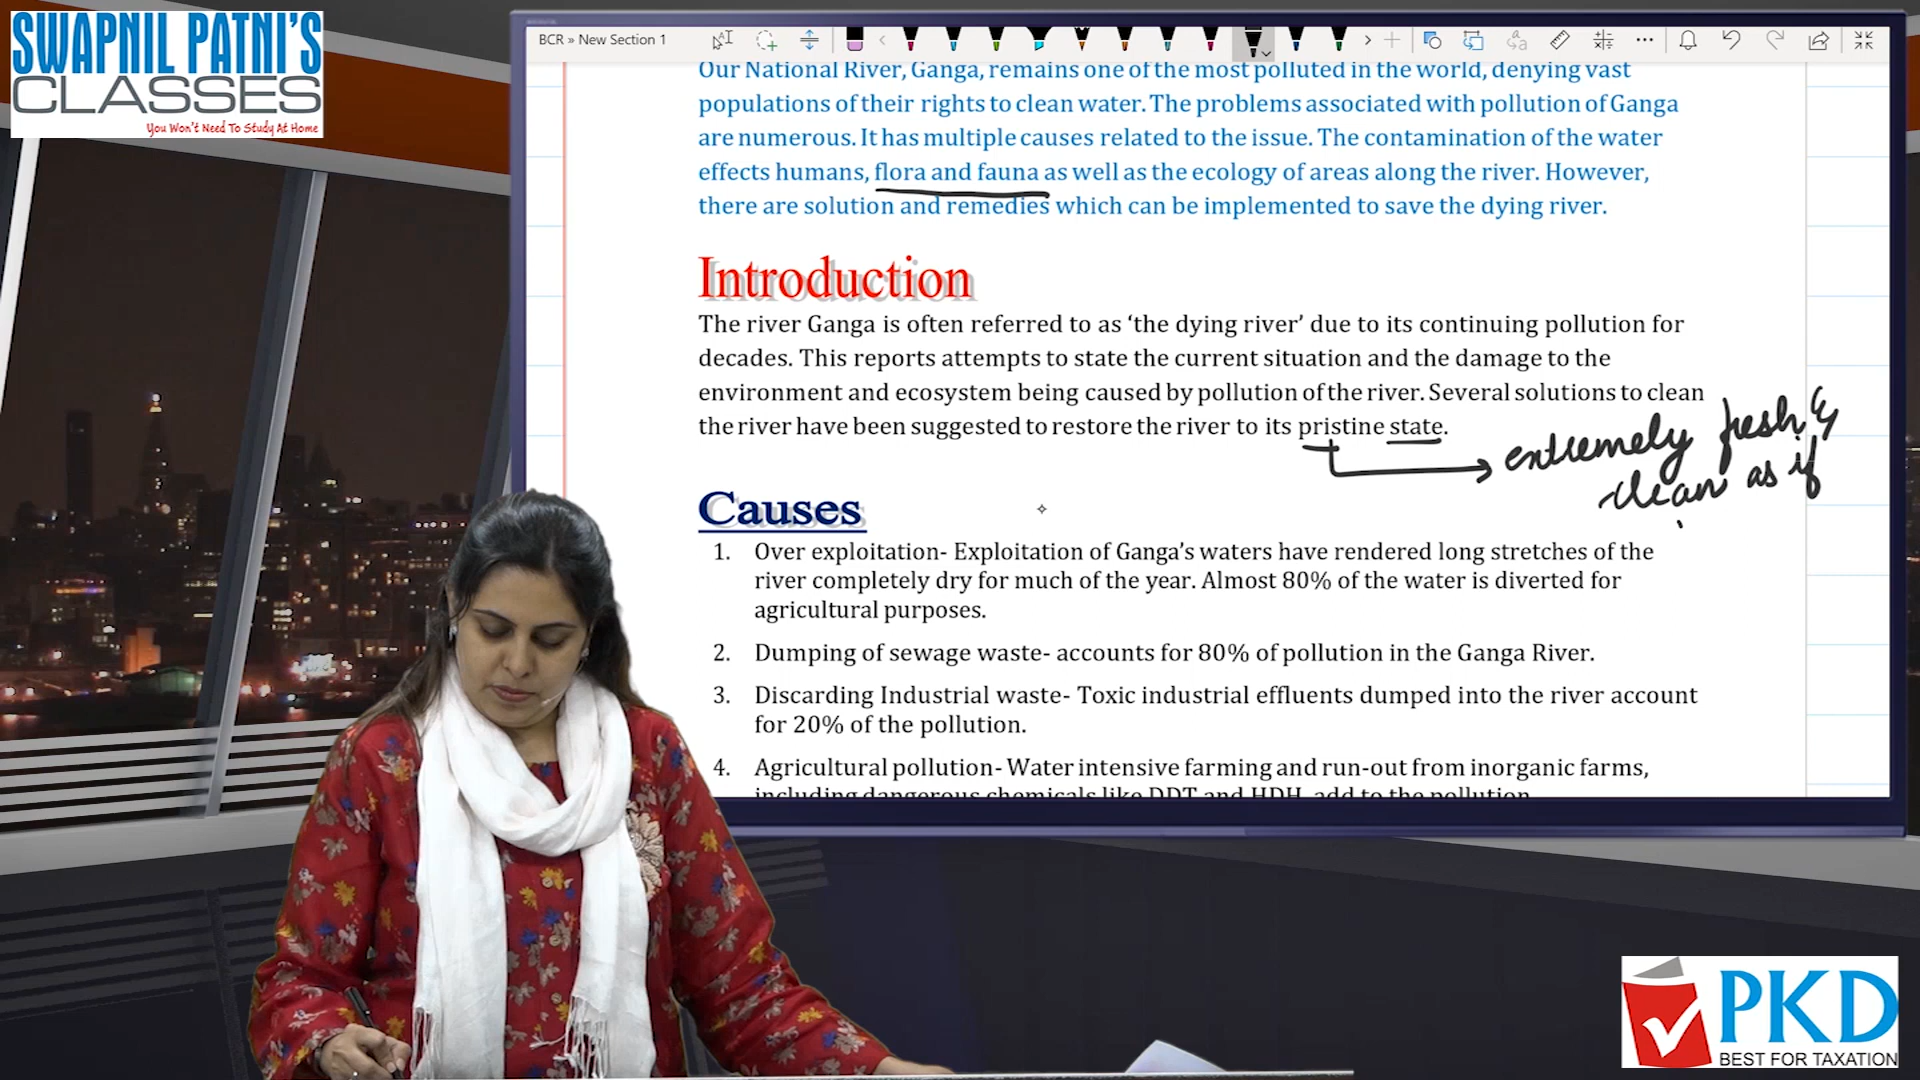 SWAPNIL PATNI'S
CLASSES
You Won't Need To Study At Home
BCR » New Section 1
Our National River, Ganga, remains one of the most polluted in the world, denying vast
populations of their rights to clean water. The problems associated with pollution of Ganga
are numerous. It has multiple causes related to the issue. The contamination of the water
effects humans, flora and fauna as well as the ecology of areas along the river. However,
there are solution and remedies which can be implemented to save the dying river.
Introduction
The river Ganga is often referred to as ‘the dying river’ due to its continuing pollution for
decades. This reports attempts to state the current situation and the damage to the
environment and ecosystem being caused by pollution of the river. Several solutions to clean
the river have been suggested to restore the river to its pristine state.
extremely fresh &
clean as if
Causes
1. Over exploitation- Exploitation of Ganga’s waters have rendered long stretches of the
river completely dry for much of the year. Almost 80% of the water is diverted for
agricultural purposes.
2. Dumping of sewage waste- accounts for 80% of pollution in the Ganga River.
3. Discarding Industrial waste- Toxic industrial effluents dumped into the river account
for 20% of the pollution.
4. Agricultural pollution- Water intensive farming and run-out from inorganic farms,
including dangerous chemicals like DDT and HDH, add to the pollution
PKD
BEST FOR TAXATION